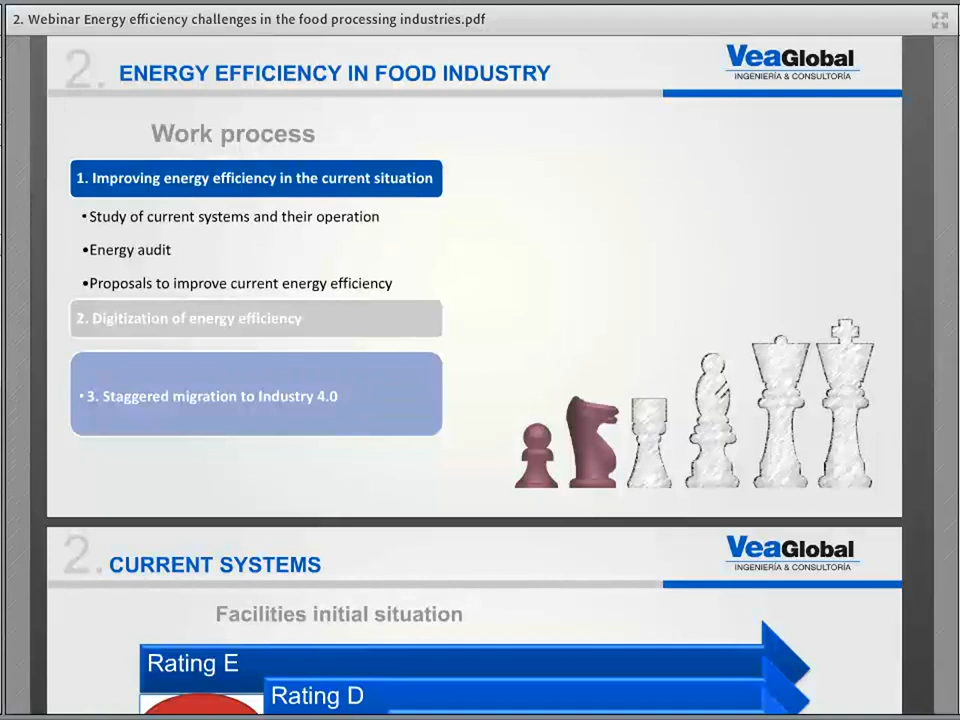 2. Webinar Energy efficiency challenges in the food processing industries.pdf
2. ENERGY EFFICIENCY IN FOOD INDUSTRY
VeaGlobal
INGENIERÍA & CONSULTORÍA
Work process
1. Improving energy efficiency in the current situation
•Study of current systems and their operation
•Energy audit
•Proposals to improve current energy efficiency
2. Digitization of energy efficiency
•3. Staggered migration to Industry 4.0
2. CURRENT SYSTEMS
VeaGlobal
INGENIERÍA & CONSULTORÍA
Facilities initial situation
Rating E
Rating D